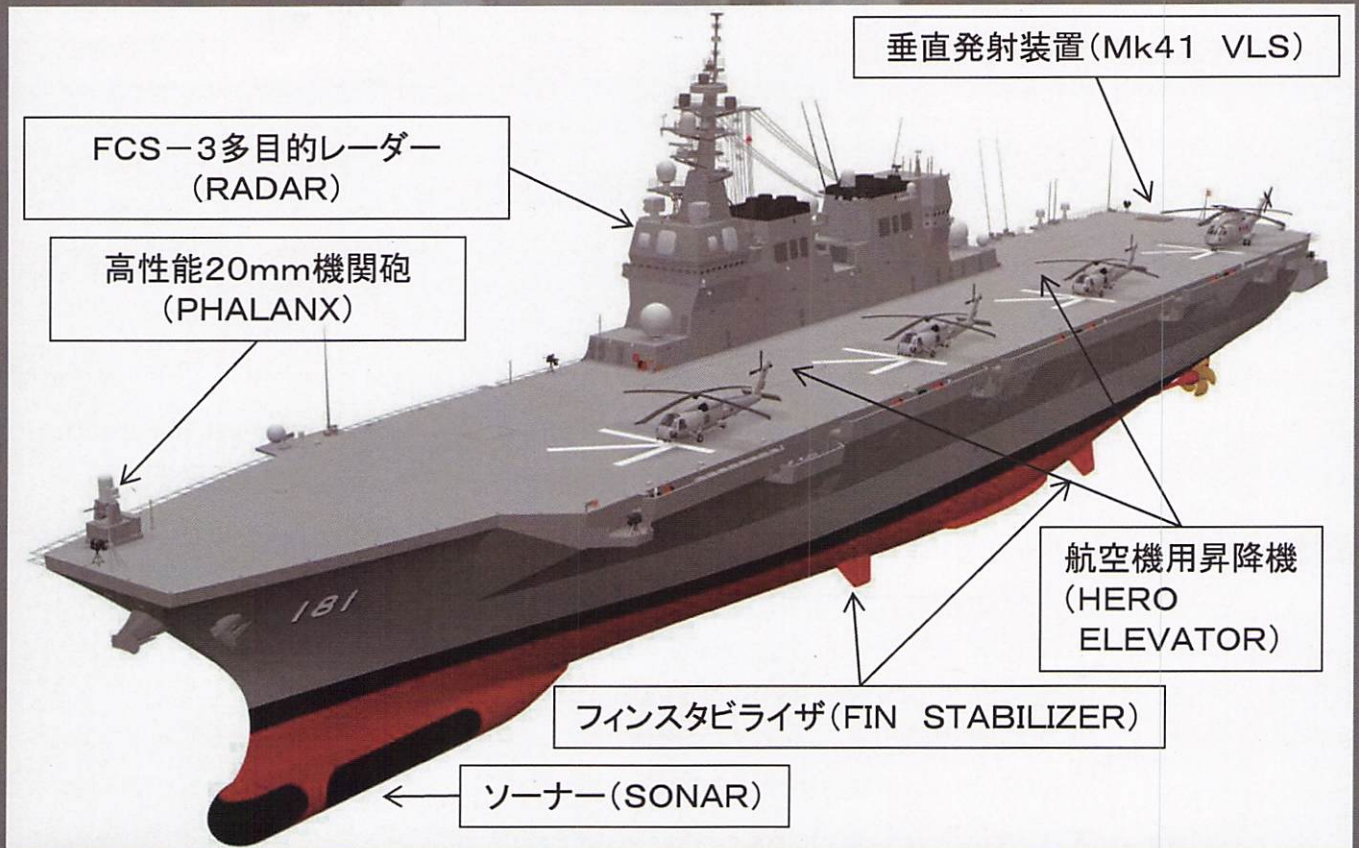 垂直発射装置(Mk41 VLS)
FCS－3多目的レーダー
(RADAR)
高性能20mm機関砲
(PHALANX)
181
航空機用昇降機
(HERO
ELEVATOR)
フィンスタビライザ(FIN STABILIZER)
ソーナー(SONAR)